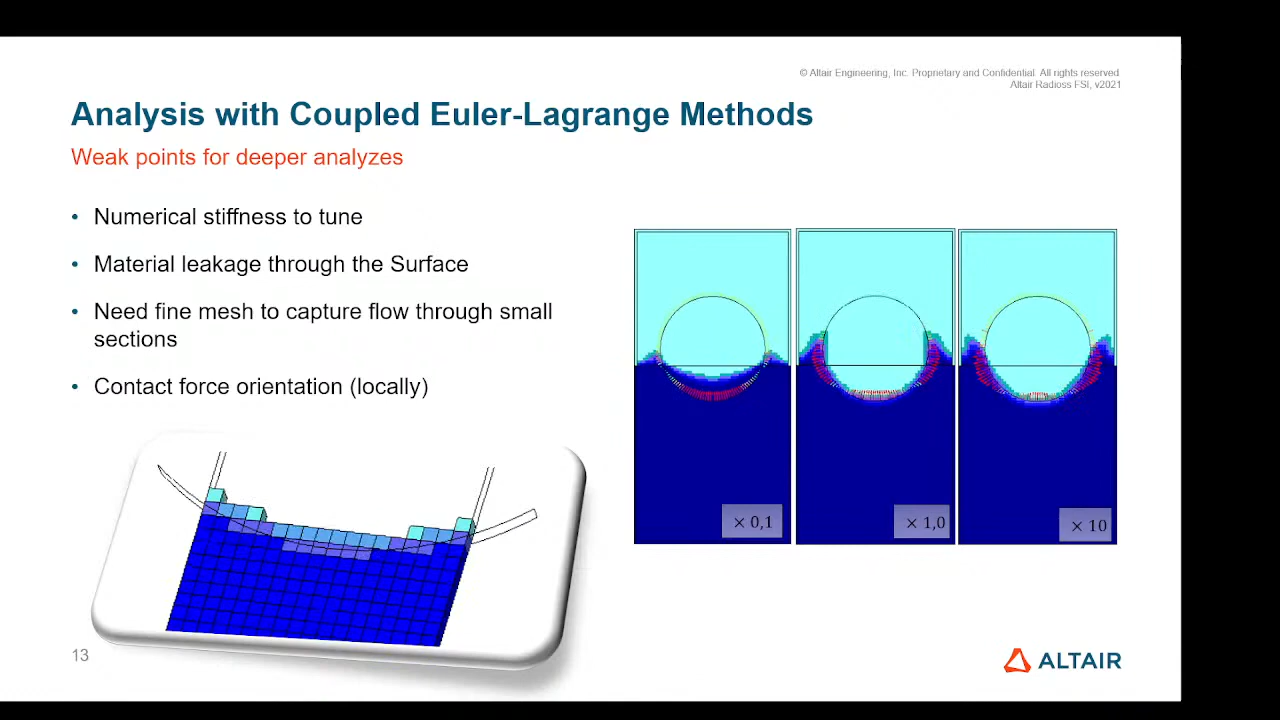 © Altair Engineering, Inc. Proprietary and Confidential. All rights reserved.
Altair Radioss FSI, v2021
Analysis with Coupled Euler-Lagrange Methods
Weak points for deeper analyzes
• Numerical stiffness to tune
• Material leakage through the Surface
• Need fine mesh to capture flow through small
sections
• Contact force orientation (locally)
× 0,1
× 1,0
× 10
13
ALTAIR